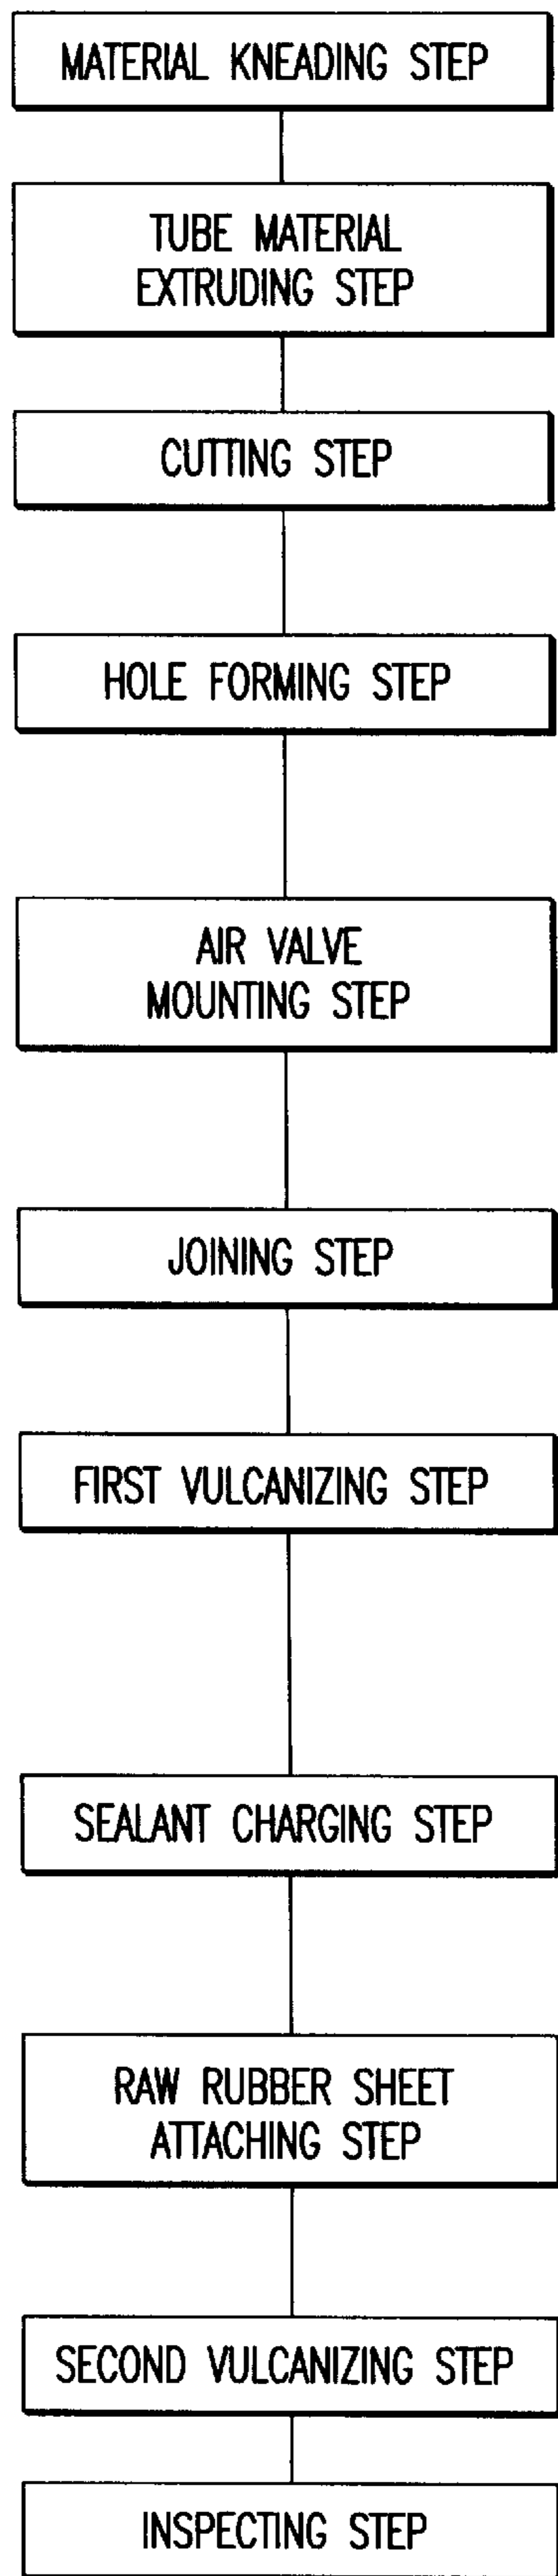 MATERIAL KNEADING STEP
TUBE MATERIAL
EXTRUDING STEP
CUTTING STEP
HOLE FORMING STEP
AIR VALVE
MOUNTING STEP
JOINING STEP
FIRST VULCANIZING STEP
SEALANT CHARGING STEP
RAW RUBBER SHEET
ATTACHING STEP
SECOND VULCANIZING STEP
INSPECTING STEP